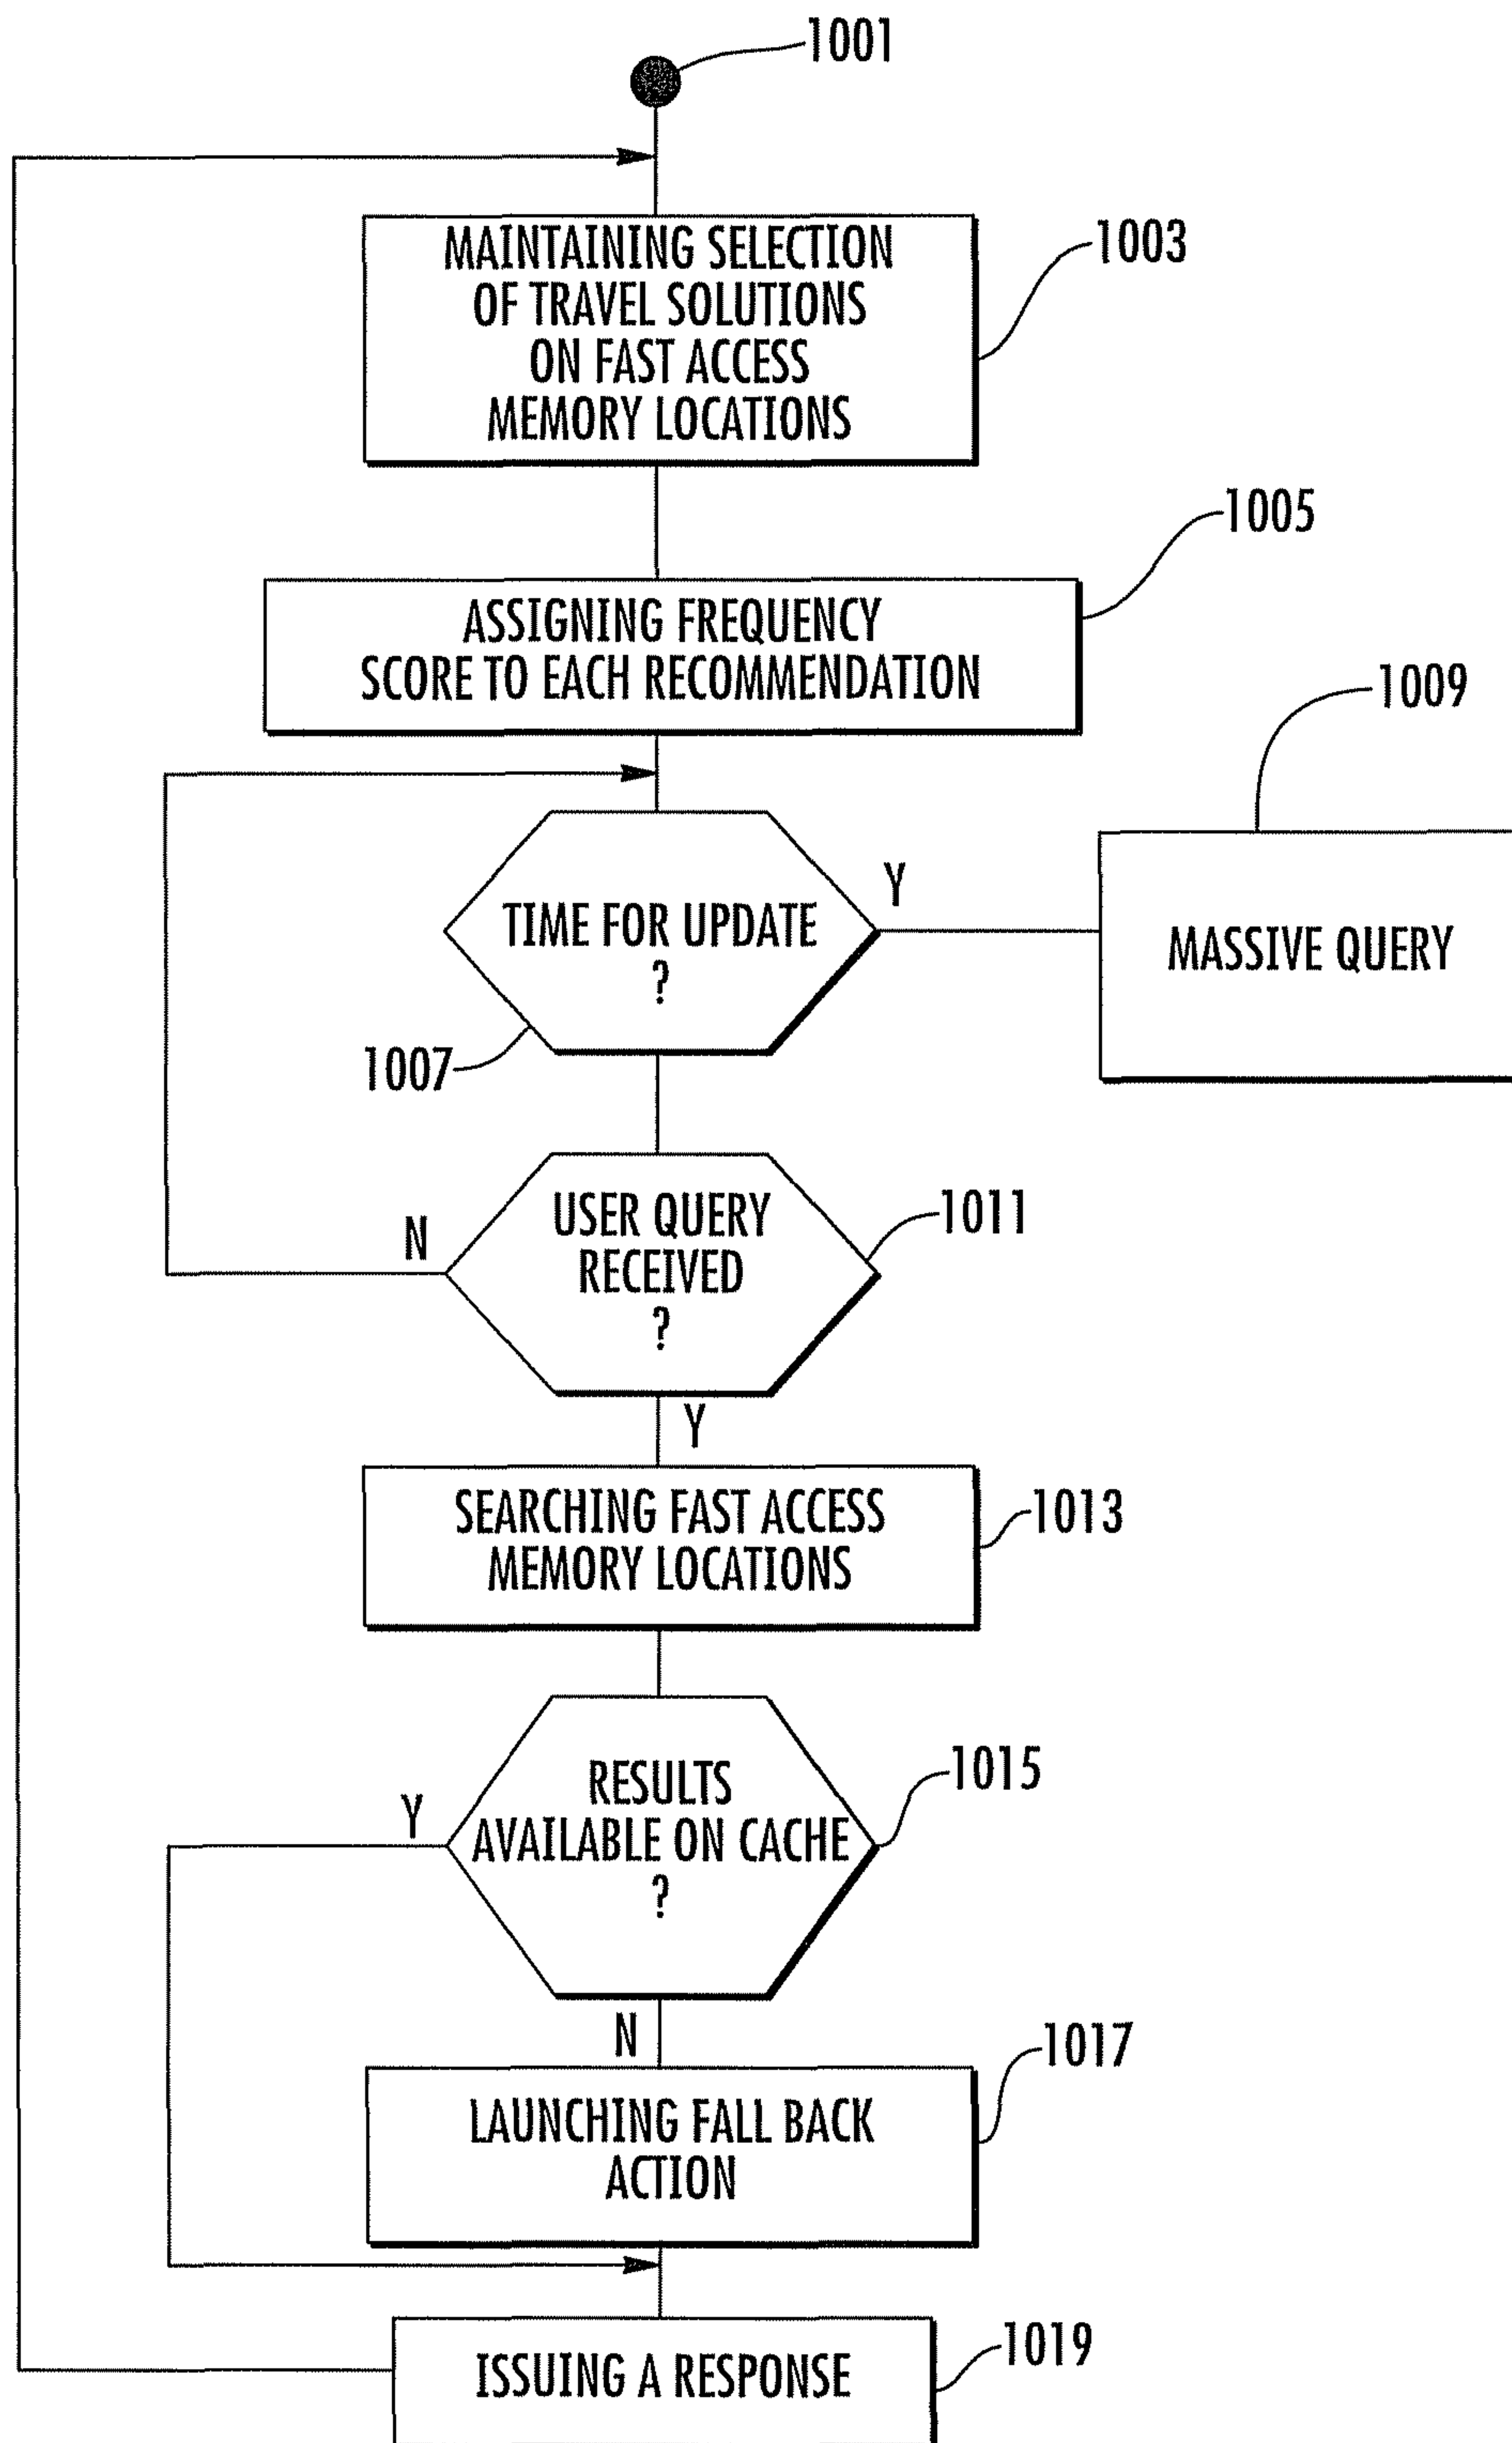 1001
MAINTAINING SELECTION
OF TRAVEL SOLUTIONS
ON FAST ACCESS
MEMORY LOCATIONS
1003
1005
ASSIGNING FREQUENCY
SCORE TO EACH RECOMMENDATION
1009
Y
TIME FOR UPDATE
?
MASSIVE QUERY
1007
N
USER QUERY
RECEIVED
?
1011
Y
SEARCHING FAST ACCESS
MEMORY LOCATIONS
1013
Y
RESULTS
AVAILABLE ON CACHE
?
1015
N
1017
LAUNCHING FALL BACK
ACTION
ISSUING A RESPONSE
1019